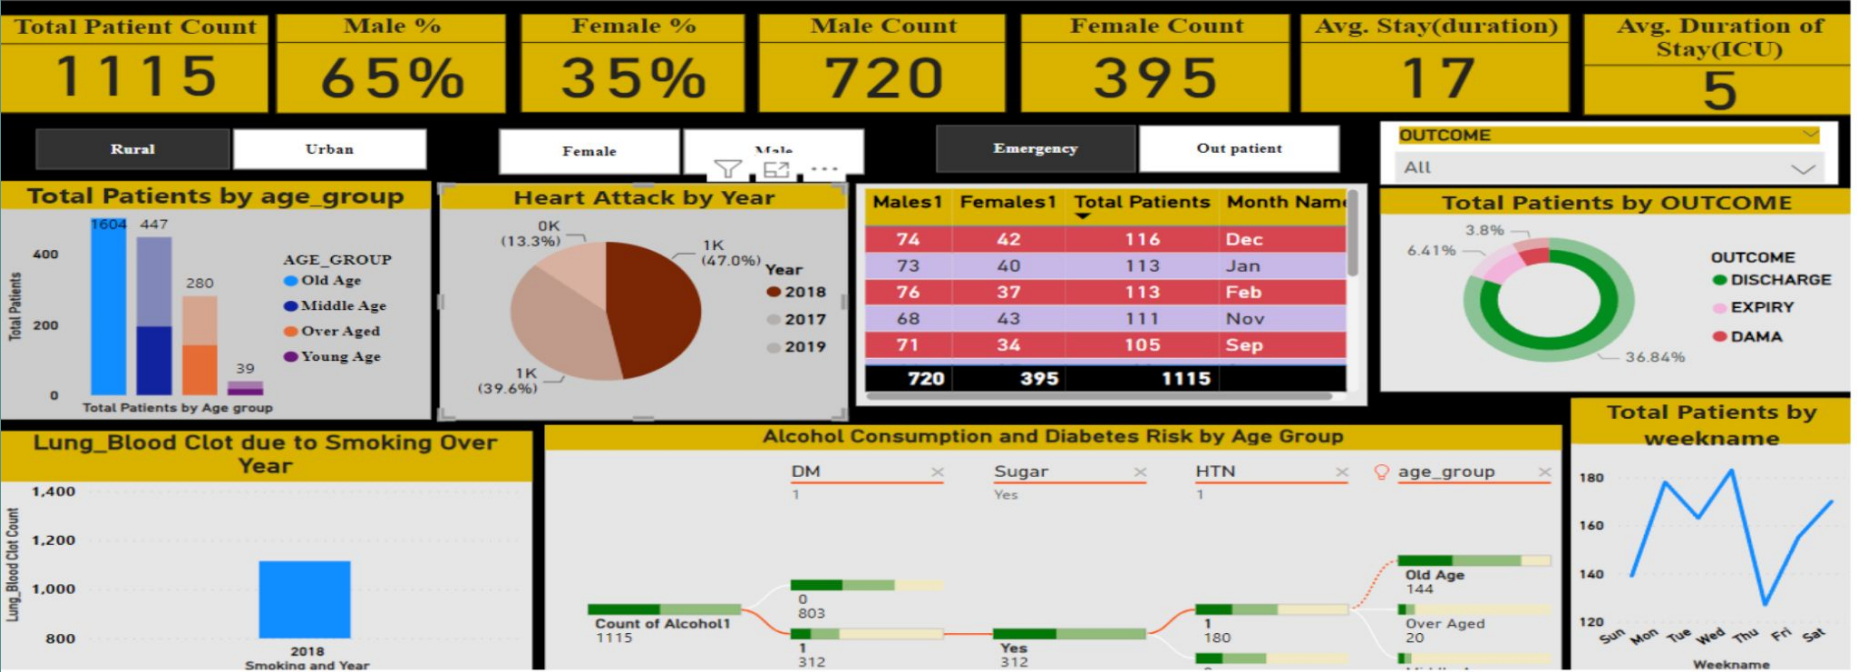 Total Patient Count
1115
Male %
65%
Female %
35%
Male Count
720
Female Count
395
Avg. Stay(duration)
17
Avg. Duration of
Stay(ICU)
5
Rural
Urban
Female
Male
Emergency
Out patient
OUTCOME
All
Total Patients by age_group
1604
447
280
39
400
200
0
Total Patients
Total Patients by Age group
AGE_GROUP
Old Age
Middle Age
Over Aged
Young Age
Heart Attack by Year
0K
(13.3%)
1K
(47.0%)
1K
(39.6%)
Year
2018
2017
2019
Males1 Females1 Total Patients Month Name
74 42 116 Dec
73 40 113 Jan
76 37 113 Feb
68 43 111 Nov
71 34 105 Sep
720 395 1115
Total Patients by OUTCOME
3.8%
6.41%
36.84%
OUTCOME
DISCHARGE
EXPIRY
DAMA
Lung_Blood Clot due to Smoking Over
Year
1,400
1,200
1,000
800
Lung_Blood Clot Count
2018
Smoking and Year
Alcohol Consumption and Diabetes Risk by Age Group
DM
1
Sugar
Yes
HTN
1
age_group
Count of Alcohol1
1115
0
803
1
312
Yes
312
1
180
Old Age
144
Over Aged
20
Total Patients by
weekname
180
160
140
120
Sun Mon Tue Wed Thu Fri Sat
Weekname